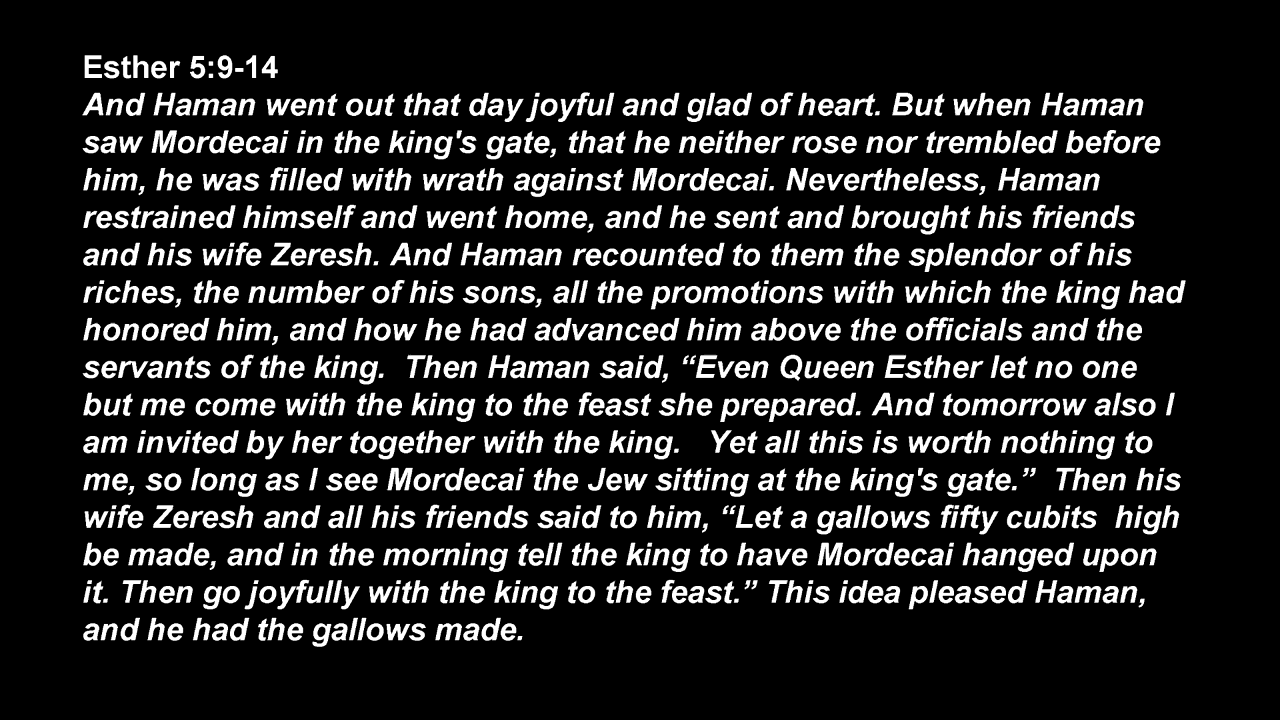 Esther 5:9-14
And Haman went out that day joyful and glad of heart. But when Haman
saw Mordecai in the king's gate, that he neither rose nor trembled before
him, he was filled with wrath against Mordecai. Nevertheless, Haman
restrained himself and went home, and he sent and brought his friends
and his wife Zeresh. And Haman recounted to them the splendor of his
riches, the number of his sons, all the promotions with which the king had
honored him, and how he had advanced him above the officials and the
servants of the king.  Then Haman said, “Even Queen Esther let no one
but me come with the king to the feast she prepared. And tomorrow also I
am invited by her together with the king.   Yet all this is worth nothing to
me, so long as I see Mordecai the Jew sitting at the king's gate.”  Then his
wife Zeresh and all his friends said to him, “Let a gallows fifty cubits  high
be made, and in the morning tell the king to have Mordecai hanged upon
it. Then go joyfully with the king to the feast.” This idea pleased Haman,
and he had the gallows made.